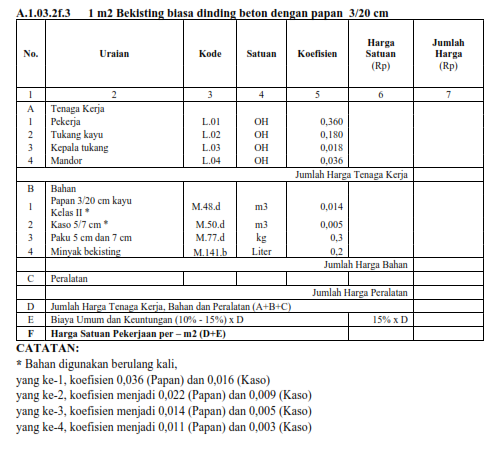 A.1.03.2f.3 1 m2 Bekisting biasa dinding beton dengan papan 3/20 cm
No. Uraian Kode Satuan Koefisien Harga Satuan (Rp) Jumlah Harga (Rp)
1 2 3 4 5 6 7
A Tenaga Kerja
1 Pekerja L.01 OH 0,360
2 Tukang kayu L.02 OH 0,180
3 Kepala tukang L.03 OH 0,018
4 Mandor L.04 OH 0,036
Jumlah Harga Tenaga Kerja
B Bahan
1 Papan 3/20 cm kayu Kelas II * M.48.d m3 0,014
2 Kaso 5/7 cm * M.50.d m3 0,005
3 Paku 5 cm dan 7 cm M.77.d kg 0,3
4 Minyak bekisting M.141.b Liter 0,2
Jumlah Harga Bahan
C Peralatan
Jumlah Harga Peralatan
D Jumlah Harga Tenaga Kerja, Bahan dan Peralatan (A+B+C)
E Biaya Umum dan Keuntungan (10% - 15%) x D 15% x D
F Harga Satuan Pekerjaan per – m2 (D+E)
CATATAN:
* Bahan digunakan berulang kali,
yang ke-1, koefisien 0,036 (Papan) dan 0,016 (Kaso)
yang ke-2, koefisien menjadi 0,022 (Papan) dan 0,009 (Kaso)
yang ke-3, koefisien menjadi 0,014 (Papan) dan 0,005 (Kaso)
yang ke-4, koefisien menjadi 0,011 (Papan) dan 0,003 (Kaso)